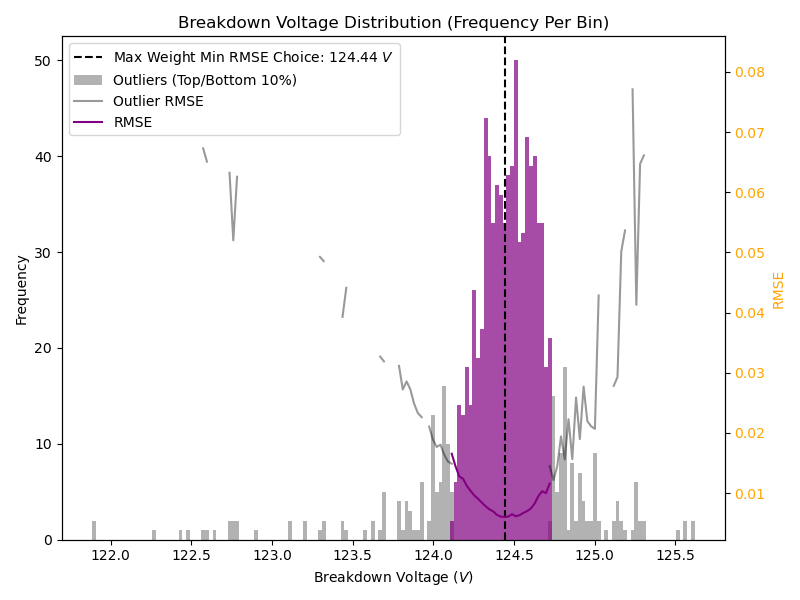 Breakdown Voltage Distribution (Frequency Per Bin)
Max Weight Min RMSE Choice: 124.44 V
Outliers (Top/Bottom 10%)
Outlier RMSE
RMSE
50
40
30
20
10
0
Frequency
0.08
0.07
0.06
0.05
0.04
0.03
0.02
0.01
RMSE
122.0 122.5 123.0 123.5 124.0 124.5 125.0 125.5
Breakdown Voltage (V)